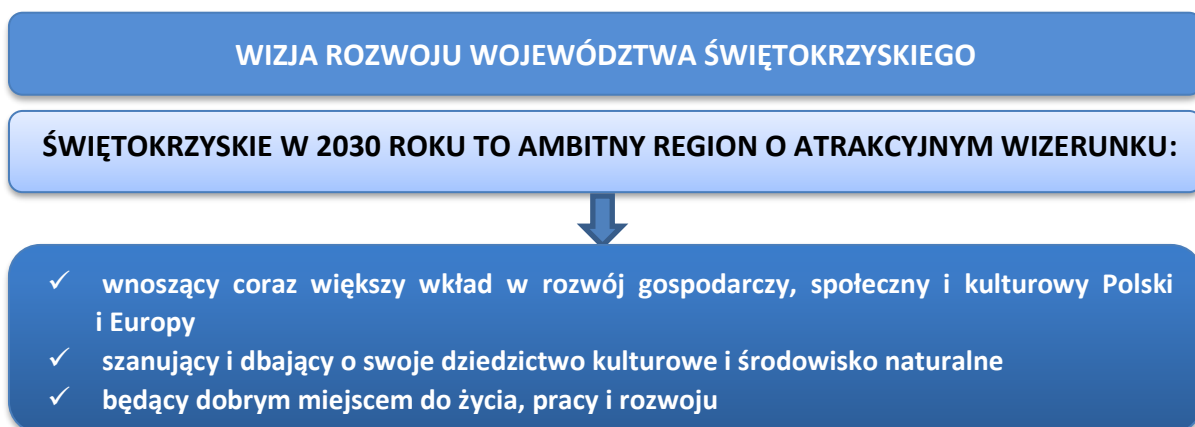 WIZJA ROZWOJU WOJEWÓDZTWA ŚWIĘTOKRZYSKIEGO
ŚWIĘTOKRZYSKIE W 2030 ROKU TO AMBITNY REGION O ATRAKCYJNYM WIZERUNKU:
✓ wnoszący coraz większy wkład w rozwój gospodarczy, społeczny i kulturowy Polski
i Europy
✓ szanujący i dbający o swoje dziedzictwo kulturowe i środowisko naturalne
✓ będący dobrym miejscem do życia, pracy i rozwoju